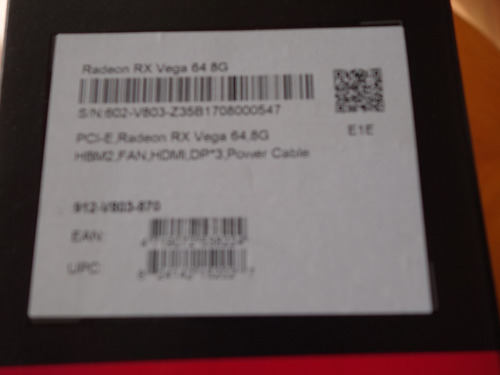 Radeon RX Vega 64 8G
S/N:602-V803-Z35B1708000547
PCI-E,Radeon RX Vega 64,8G
E1E
HBM2,FAN,HDMI,DP*3,Power Cable
912-V803-870
EAN:
UPC: